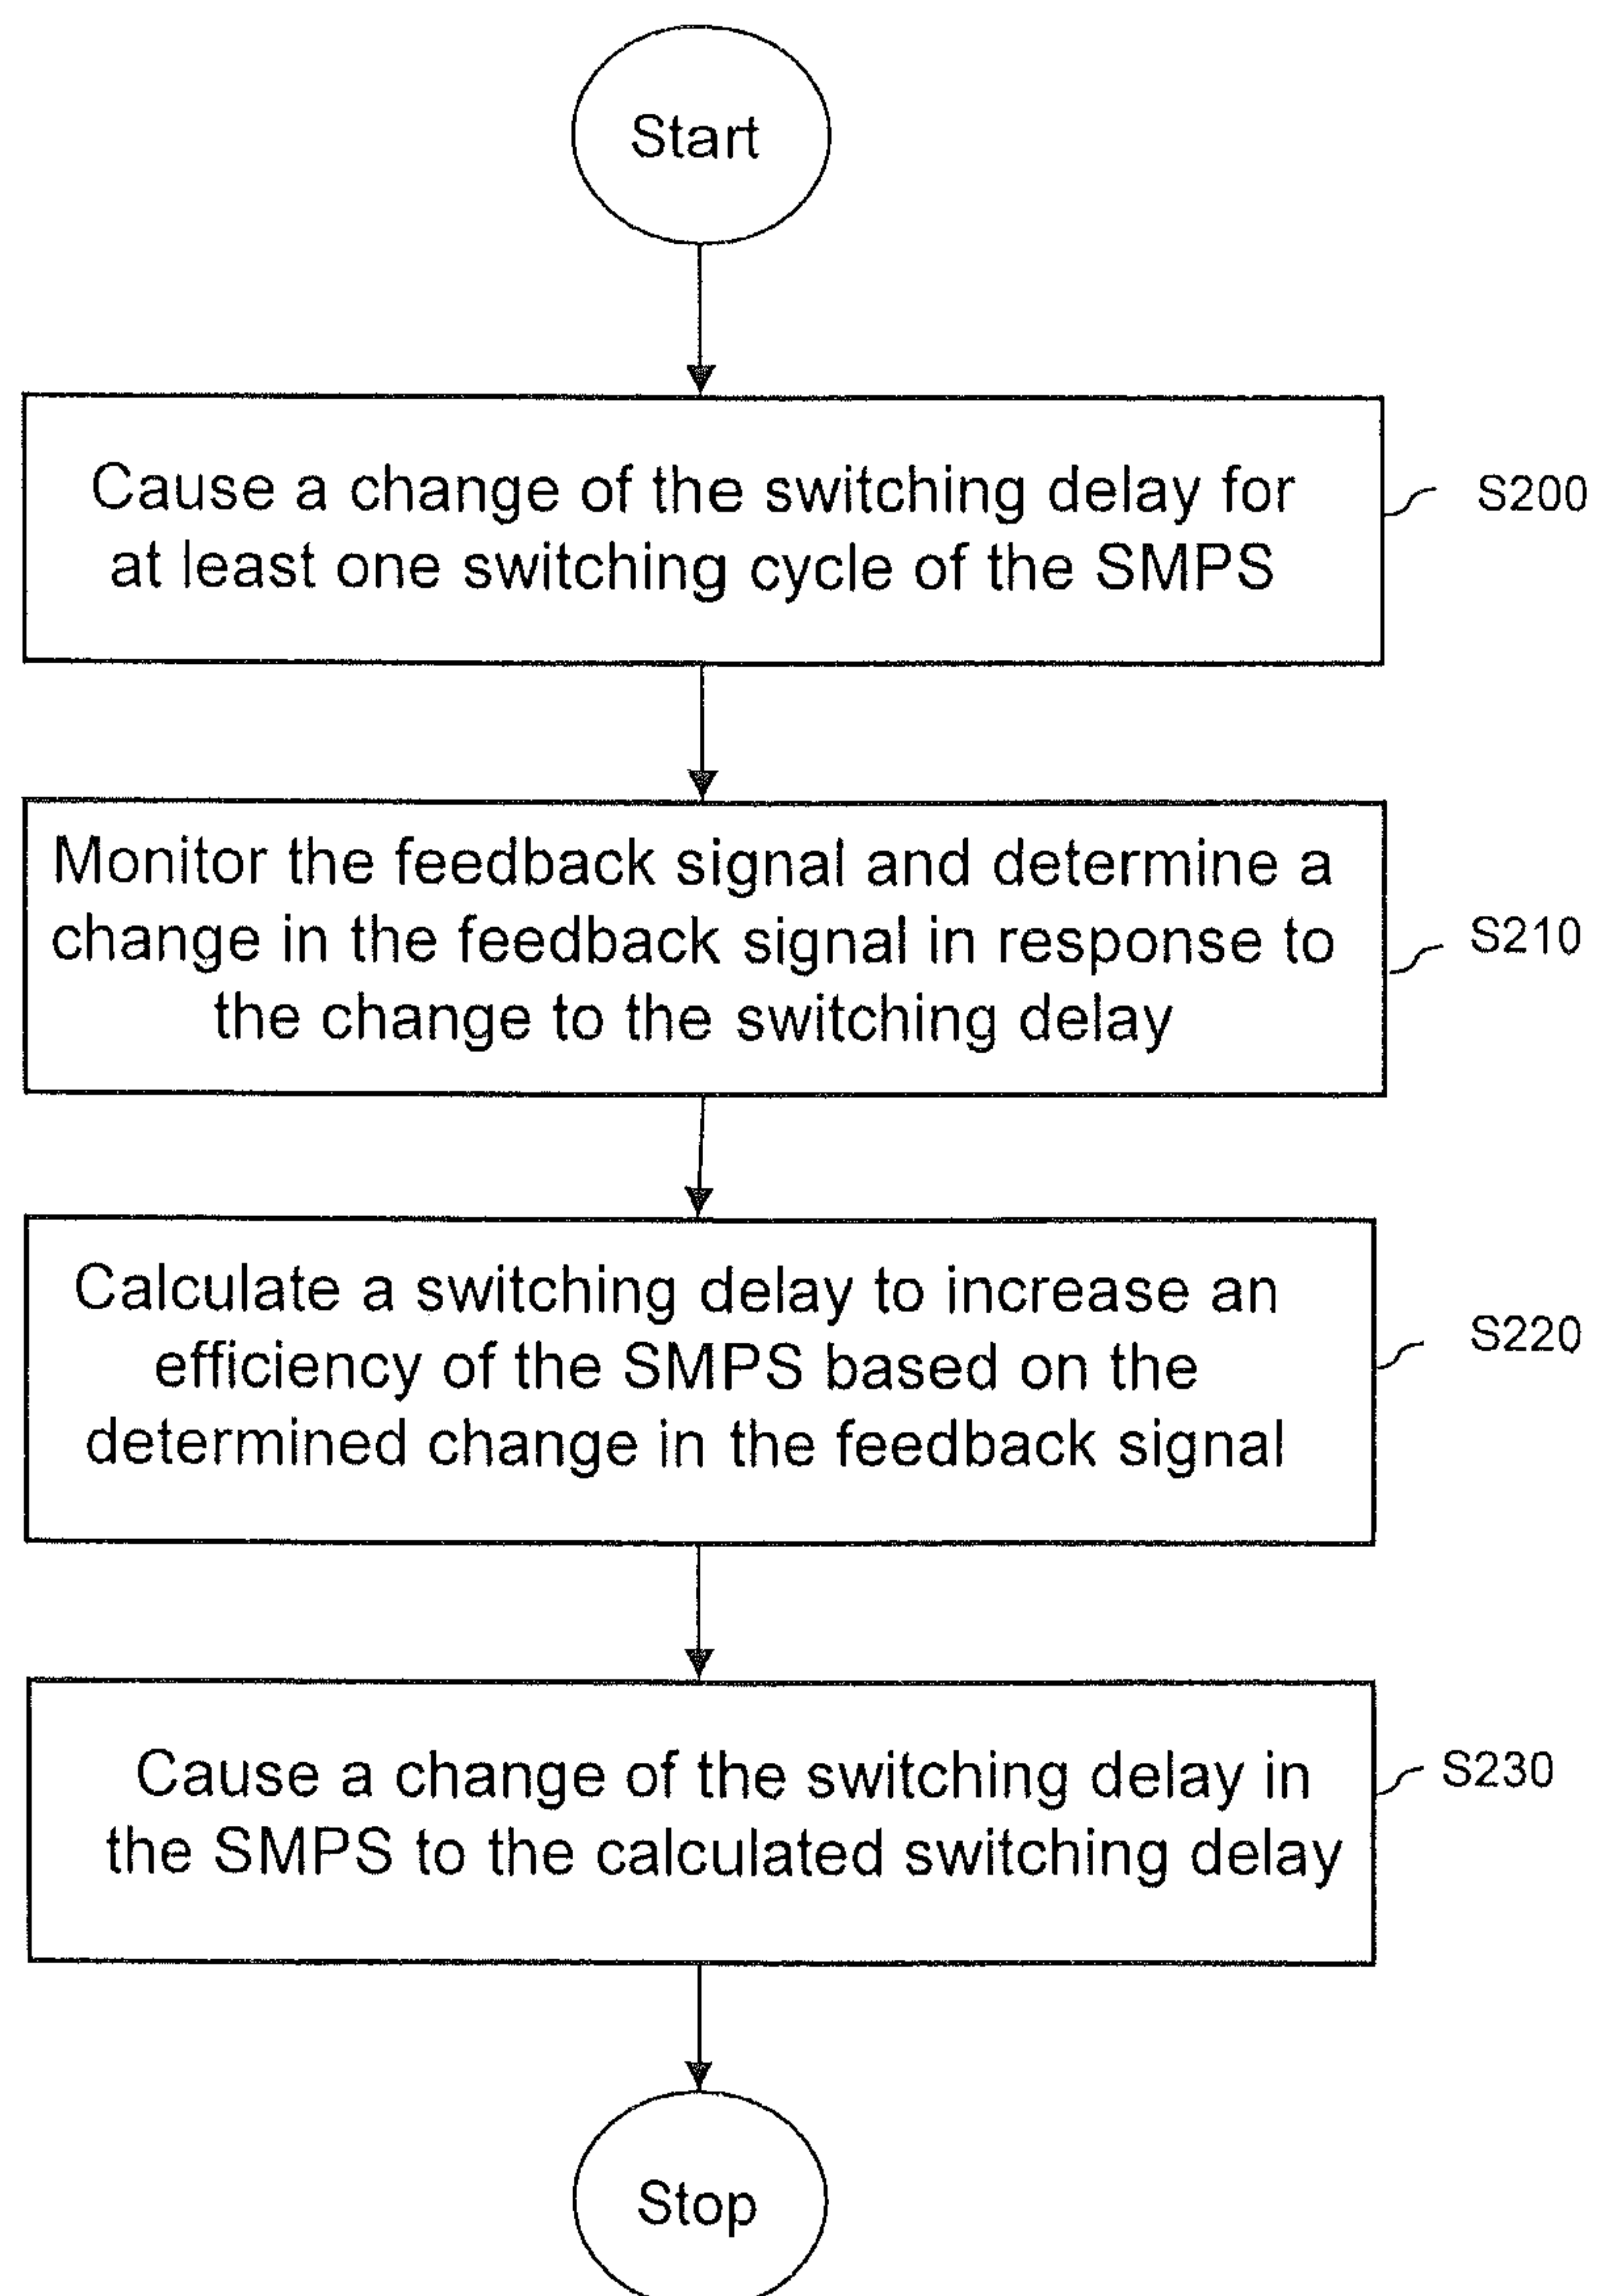 Start
Cause a change of the switching delay for
at least one switching cycle of the SMPS
S200
Monitor the feedback signal and determine a
change in the feedback signal in response to
the change to the switching delay
S210
Calculate a switching delay to increase an
efficiency of the SMPS based on the
determined change in the feedback signal
S220
Cause a change of the switching delay in
the SMPS to the calculated switching delay
S230
Stop